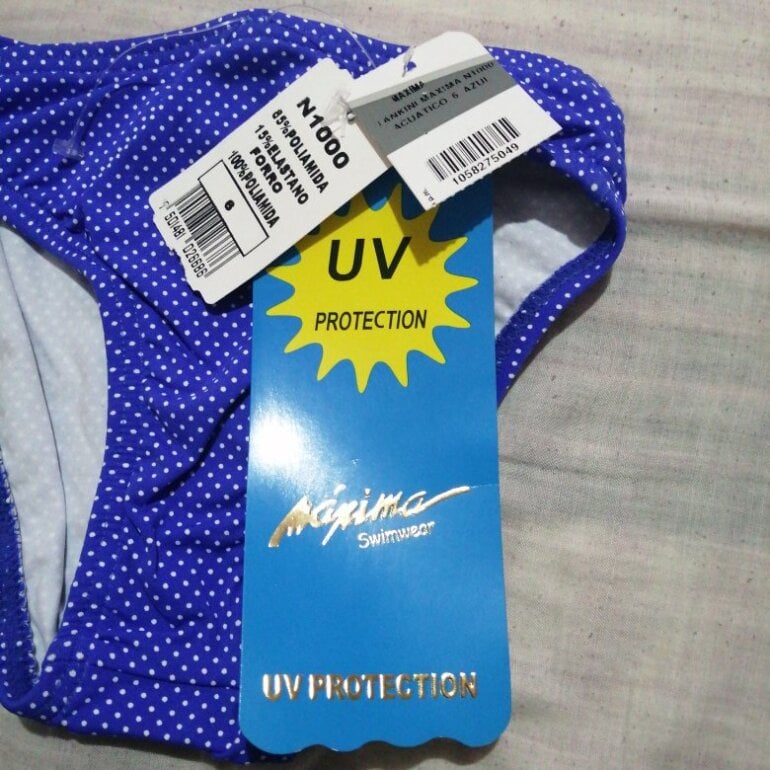 N1000
85%POLIAMIDA
15%ELASTANO
FORRO
100%POLIAMIDA
6
MAXIMA
TANKINI MAXIMA N1000
ACUATICO 6 AZUL
1058275049
UV
PROTECTION
Máxima
Swimwear
UV PROTECTION